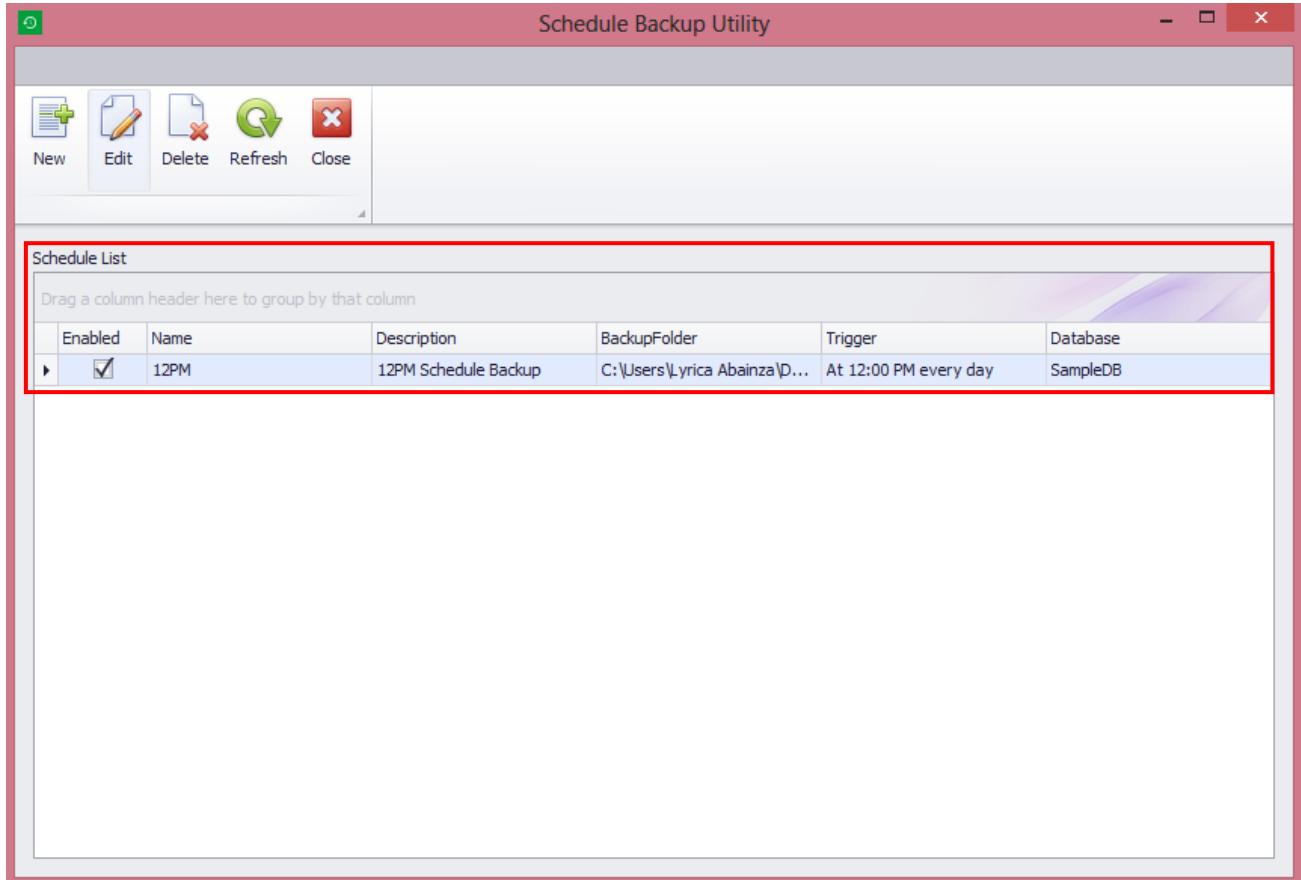 Schedule Backup Utility
New Edit Delete Refresh Close
Schedule List
Drag a column header here to group by that column
Enabled Name Description BackupFolder Trigger Database
12PM 12PM Schedule Backup C:\Users\Lyrica Abainza\D... At 12:00 PM every day SampleDB